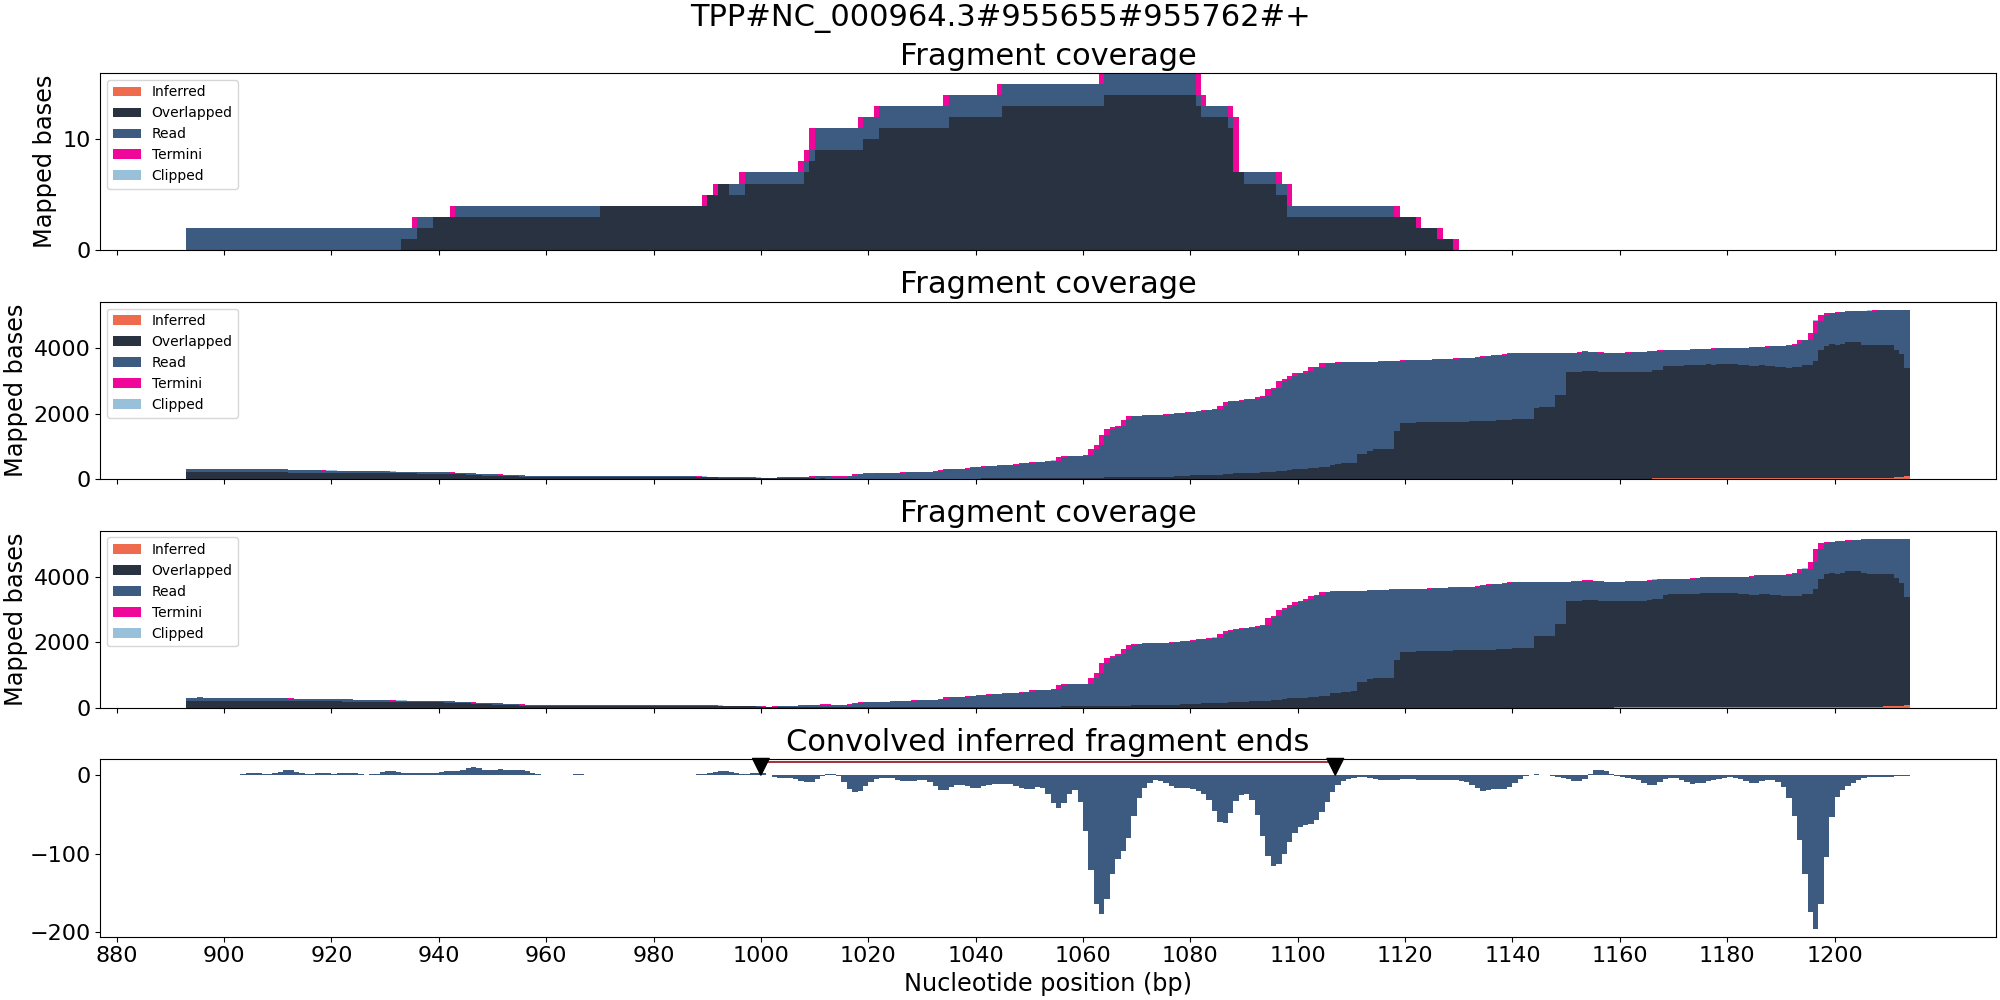 TPP#NC_000964.3#955655#955762#+
Fragment coverage
Mapped bases
10
0
Inferred
Overlapped
Read
Termini
Clipped
Fragment coverage
Mapped bases
4000
2000
0
Inferred
Overlapped
Read
Termini
Clipped
Fragment coverage
Mapped bases
4000
2000
0
Inferred
Overlapped
Read
Termini
Clipped
Convolved inferred fragment ends
0
−100
−200
880 900 920 940 960 980 1000 1020 1040 1060 1080 1100 1120 1140 1160 1180 1200
Nucleotide position (bp)